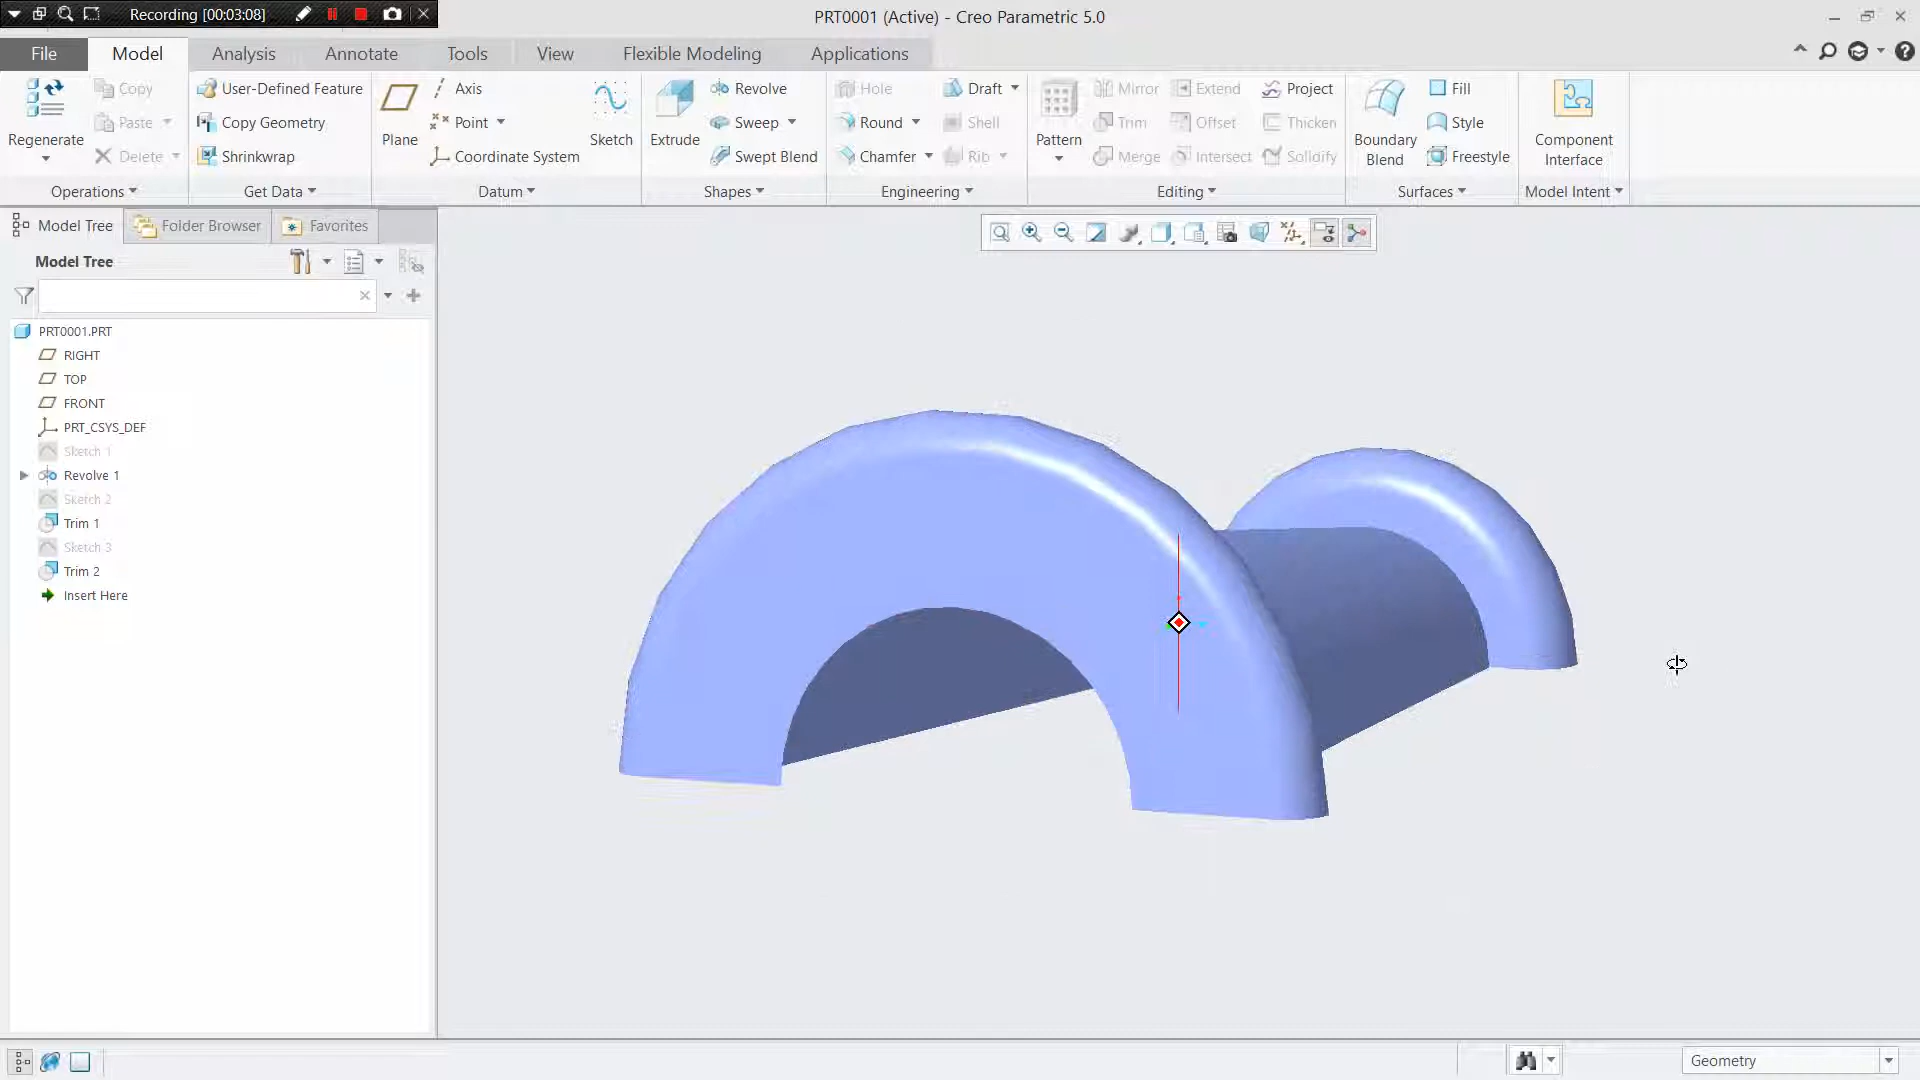 Recording [00:03:08]
PRT0001 (Active) - Creo Parametric 5.0
File Model Analysis Annotate Tools View Flexible Modeling Applications
Regenerate
Operations
Copy
Paste
Delete
User-Defined Feature
Copy Geometry
Shrinkwrap
Get Data
Plane
Axis
Point
Coordinate System
Sketch
Datum
Extrude
Revolve
Sweep
Swept Blend
Shapes
Hole
Round
Chamfer
Draft
Shell
Rib
Engineering
Pattern
Mirror
Trim
Merge
Extend
Offset
Intersect
Project
Thicken
Solidify
Editing
Boundary
Blend
Fill
Style
Freestyle
Surfaces
Component
Interface
Model Intent
Model Tree Folder Browser Favorites
Model Tree
PRT0001.PRT
RIGHT
TOP
FRONT
PRT_CSYS_DEF
Sketch 1
Revolve 1
Sketch 2
Trim 1
Sketch 3
Trim 2
Insert Here
Geometry